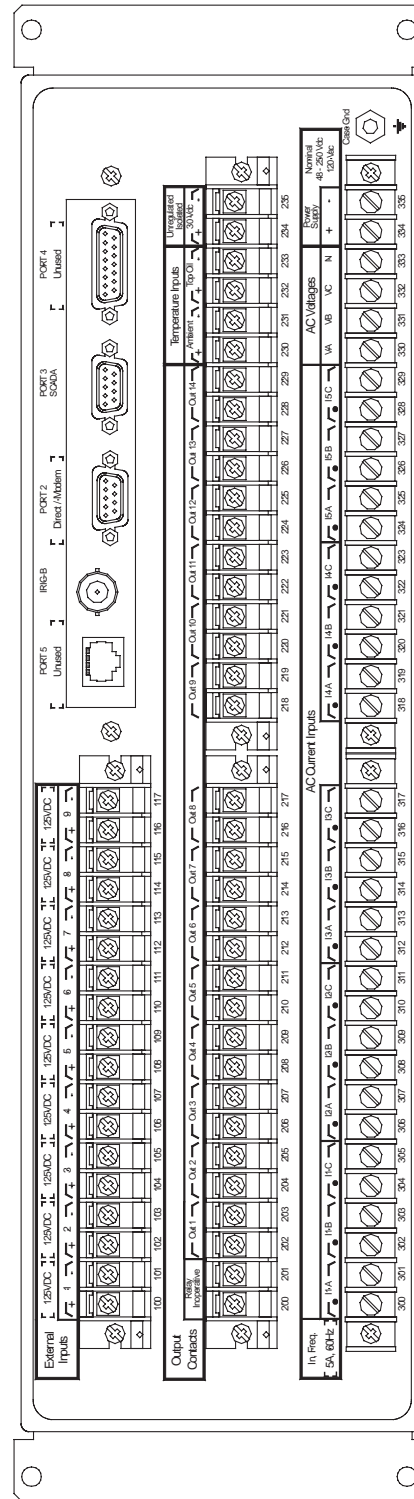 External
Inputs
125VDC 125VDC 125VDC 125VDC 125VDC 125VDC 125VDC 125VDC 125VDC
+ 1 - + 2 - + 3 - + 4 - + 5 - + 6 - + 7 - + 8 - + 9 -
100 101 102 103 104 105 106 107 108 109 110 111 112 113 114 115 116 117
PORT 5
Unused
IRIG-B
PORT 2
Direct / Modem
PORT 3
SCADA
PORT 4
Unused
Output
Contacts
Relay
Inoperative
Out 1 Out 2 Out 3 Out 4 Out 5 Out 6 Out 7 Out 8 Out 9 Out 10 Out 11 Out 12 Out 13 Out 14
Temperature Inputs
+ Ambient - + Top-Oil -
Unregulated
Isolated
30 Vdc
+ -
200 201 202 203 204 205 206 207 208 209 210 211 212 213 214 215 216 217 218 219 220 221 222 223 224 225 226 227 228 229 230 231 232 233 234 235
In, Freq.
5A, 60Hz
AC Current Inputs
I1A I1B I1C I2A I2B I2C I3A I3B I3C I4A I4B I4C I5A I5B I5C
AC Voltages
VA VB VC N
Power
Supply
+ -
Nominal
48 - 250 Vdc
120 Vac
Case Gnd
300 301 302 303 304 305 306 307 308 309 310 311 312 313 314 315 316 317 318 319 320 321 322 323 324 325 326 327 328 329 330 331 332 333 334 335